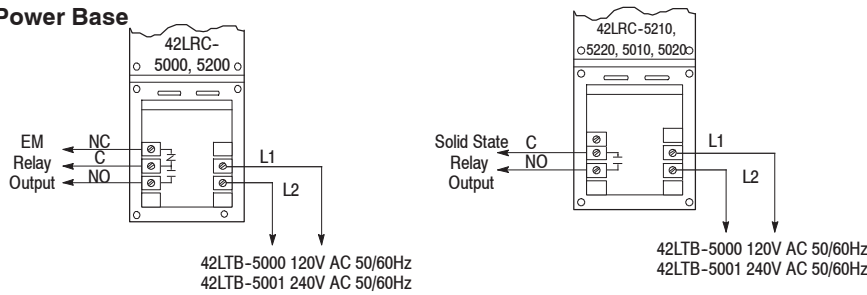 Power Base
42LRC-
5000, 5200
EM
Relay
Output
NC
C
NO
L1
L2
42LTB-5000 120V AC 50/60Hz
42LTB-5001 240V AC 50/60Hz
42LRC-5210,
5220, 5010, 5020
Solid State
Relay
Output
C
NO
L1
L2
42LTB-5000 120V AC 50/60Hz
42LTB-5001 240V AC 50/60Hz